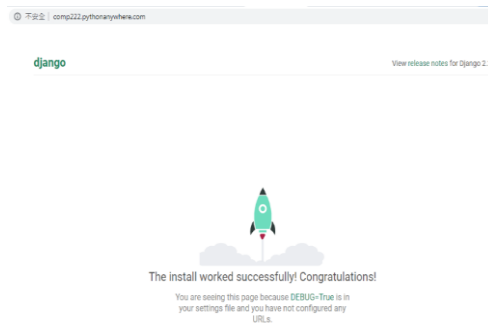 不安全 | comp222.pythonanywhere.com
django
View release notes for Django 2.
The install worked successfully! Congratulations!
You are seeing this page because DEBUG=True is in
your settings file and you have not configured any
URLs.